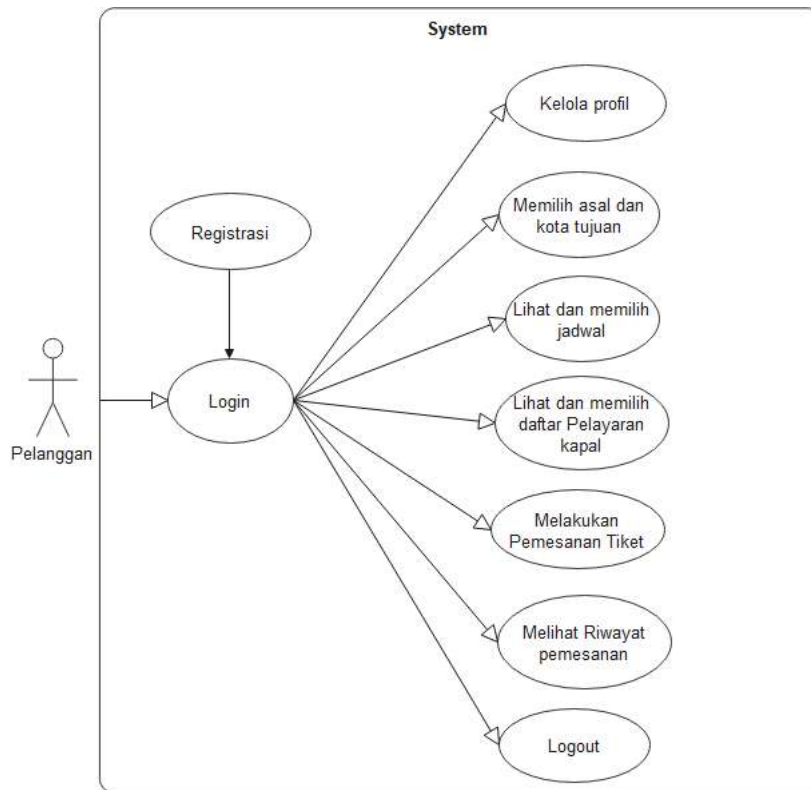 System
Kelola profil
Memilih asal dan
kota tujuan
Registrasi
Lihat dan memilih
jadwal
Login
Lihat dan memilih
daftar Pelayaran
kapal
Pelanggan
Melakukan
Pemesanan Tiket
Melihat Riwayat
pemesanan
Logout